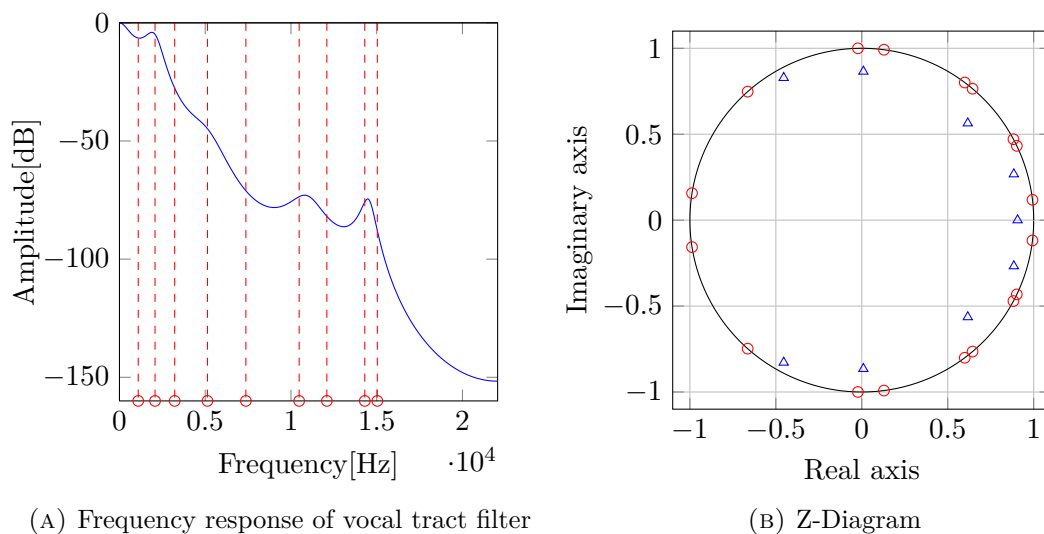 0
−50
−100
−150
Amplitude[dB]
0 0.5 1 1.5 2
Frequency[Hz] ·10^4
(A) Frequency response of vocal tract filter
1
0.5
0
−0.5
−1
Imaginary axis
−1 −0.5 0 0.5 1
Real axis
(B) Z-Diagram